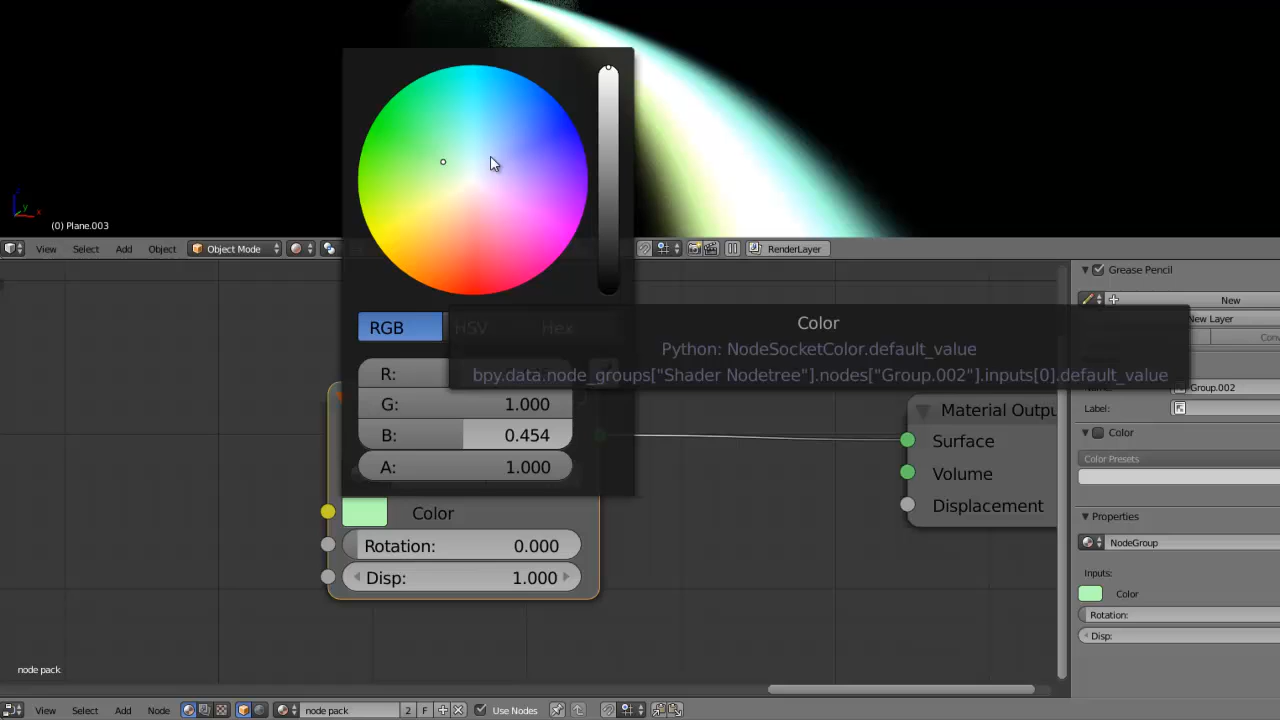 (0) Plane.003
View Select Add Object Object Mode RenderLayer
Grease Pencil
New
New Layer
Color
Python: NodeSocketColor.default_value
bpy.data.node_groups["Shader Nodetree"].nodes["Group.002"].inputs[0].default_value
RGB HSV Hex
R:
G: 1.000
B: 0.454
A: 1.000
Color
Rotation: 0.000
Disp: 1.000
Material Outpu
Surface
Volume
Displacement
Group.002
Label:
Color
Color Presets
Properties
NodeGroup
Inputs:
Color
Rotation:
Disp:
node pack
View Select Add Node node pack 2 F Use Nodes